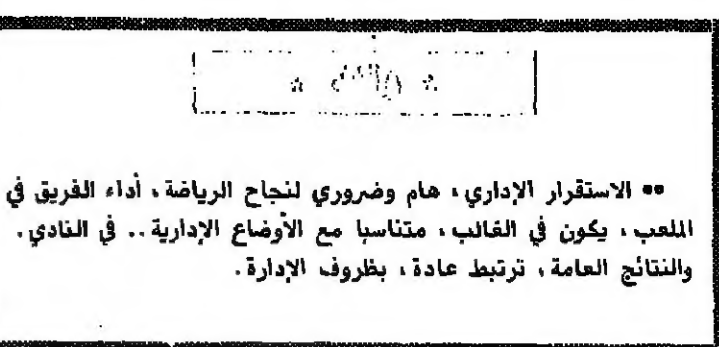 •• الاستقرار الإداري، هام وضروري لنجاح الرياضة، أداء الفريق في
الملعب، يكون في الغالب، متناسبا مع الأوضاع الإدارية.. في النادي.
والنتائج العامة، ترتبط عادة، بظروف الإدارة.